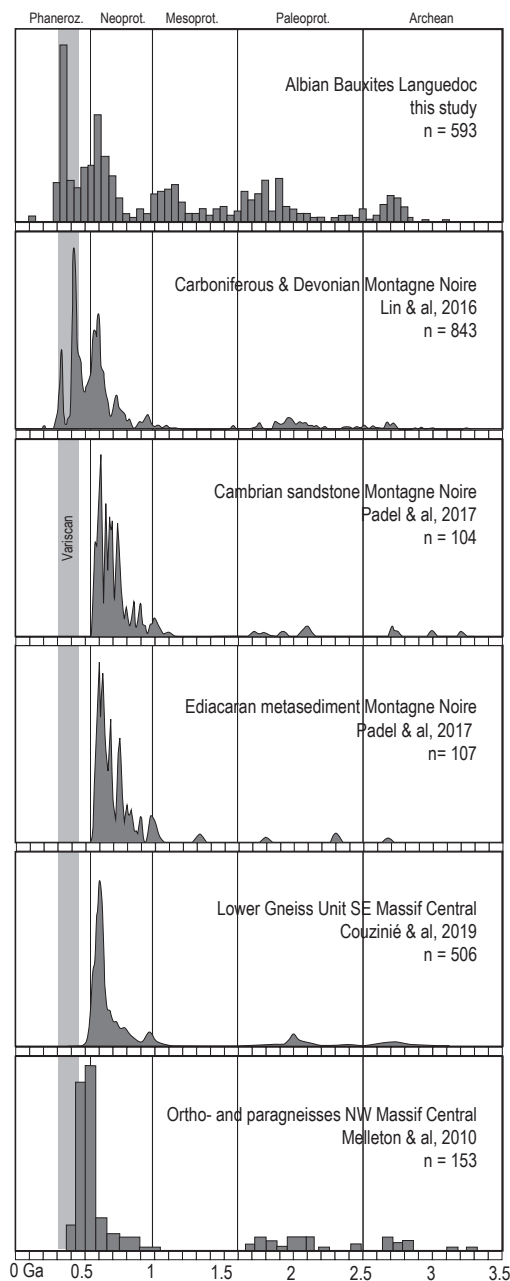 Phaneroz. Neoprot. Mesoprot. Paleoprot. Archean
Albian Bauxites Languedoc
this study
n = 593
Carboniferous & Devonian Montagne Noire
Lin & al, 2016
n = 843
Cambrian sandstone Montagne Noire
Padel & al, 2017
n = 104
Variscan
Ediacaran metasediment Montagne Noire
Padel & al, 2017
n= 107
Lower Gneiss Unit SE Massif Central
Couzinié & al, 2019
n = 506
Ortho- and paragneisses NW Massif Central
Melleton & al, 2010
n = 153
0 Ga 0.5 1 1.5 2 2.5 3 3.5